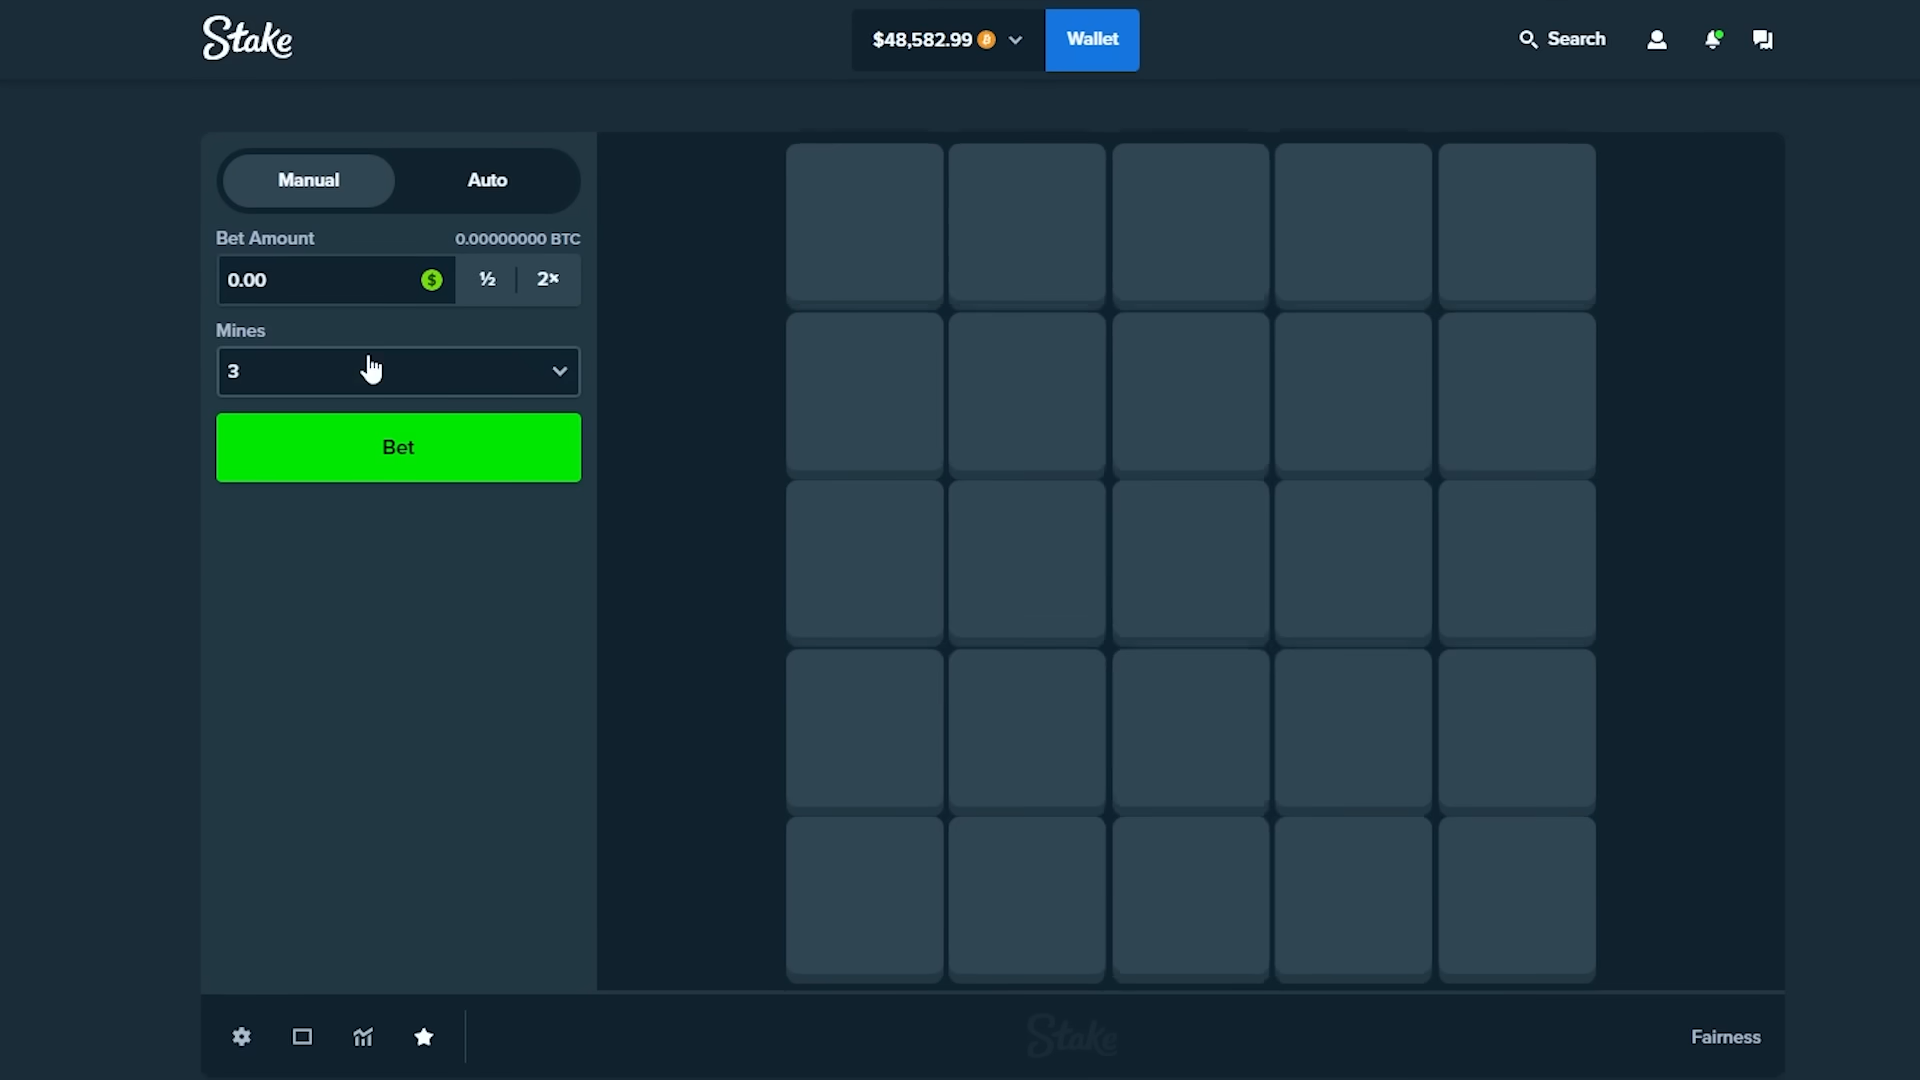 Stake
$48,582.99
Wallet
Search
Manual
Auto
Bet Amount
0.00000000 BTC
0.00
$
½
2×
Mines
3
Bet
Stake
Fairness